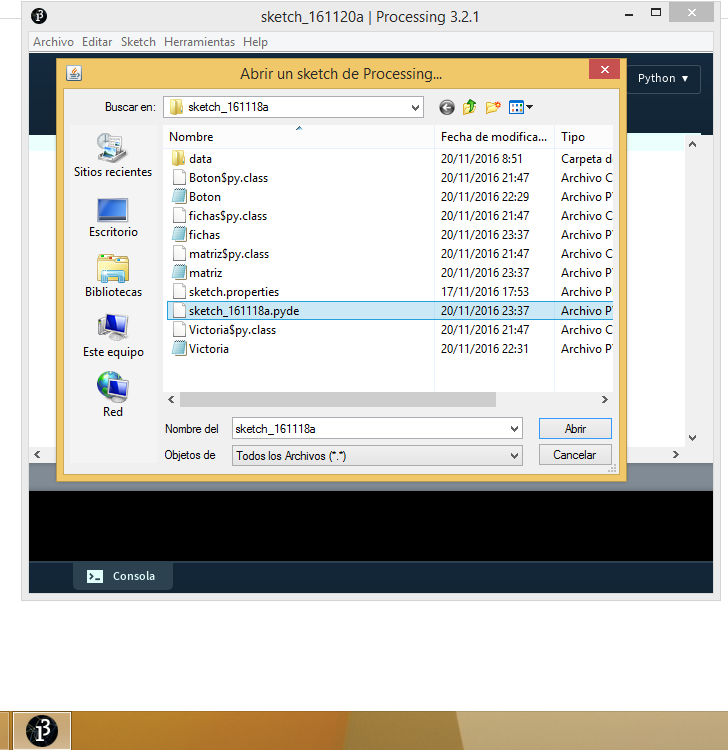 sketch_161120a | Processing 3.2.1
Archivo Editar Sketch Herramientas Help
Abrir un sketch de Processing...
Python ▾
Buscar en: sketch_161118a
Nombre Fecha de modifica... Tipo
data 20/11/2016 8:51 Carpeta d
Boton$py.class 20/11/2016 21:47 Archivo C
Boton 20/11/2016 22:29 Archivo P
fichas$py.class 20/11/2016 21:47 Archivo C
fichas 20/11/2016 23:37 Archivo P
matriz$py.class 20/11/2016 21:47 Archivo C
matriz 20/11/2016 23:37 Archivo P
sketch.properties 17/11/2016 17:53 Archivo P
sketch_161118a.pyde 20/11/2016 23:37 Archivo P
Victoria$py.class 20/11/2016 21:47 Archivo C
Victoria 20/11/2016 22:31 Archivo P
Sitios recientes
Escritorio
Bibliotecas
Este equipo
Red
Nombre del sketch_161118a Abrir
Objetos de Todos los Archivos (*.*) Cancelar
Consola